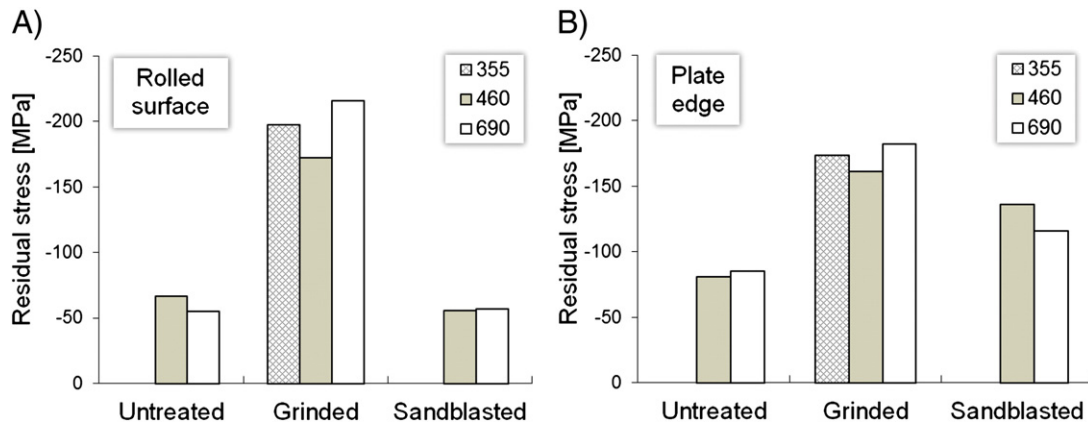 A)
Residual stress [MPa]
-250
-200
-150
-100
-50
0
Rolled
surface
355
460
690
Untreated Grinded Sandblasted
B)
Residual stress [MPa]
-250
-200
-150
-100
-50
0
Plate
edge
355
460
690
Untreated Grinded Sandblasted